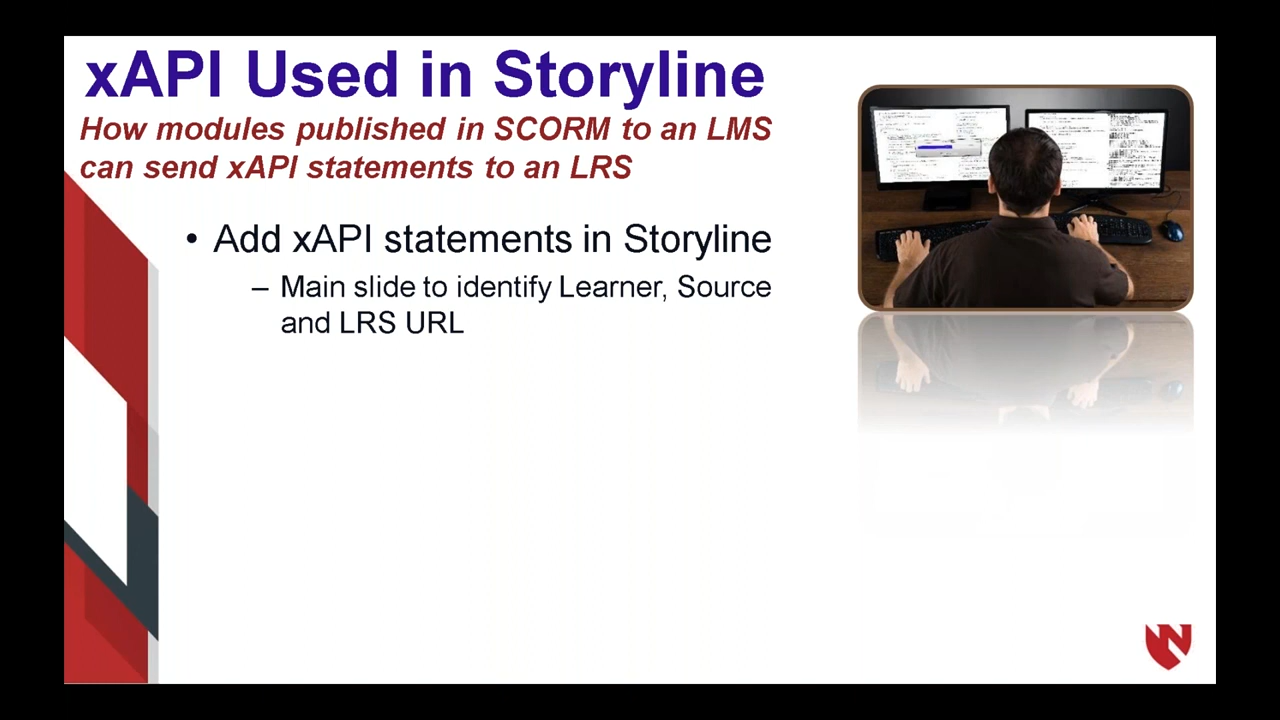 xAPI Used in Storyline
How modules published in SCORM to an LMS
can send xAPI statements to an LRS
• Add xAPI statements in Storyline
– Main slide to identify Learner, Source
and LRS URL